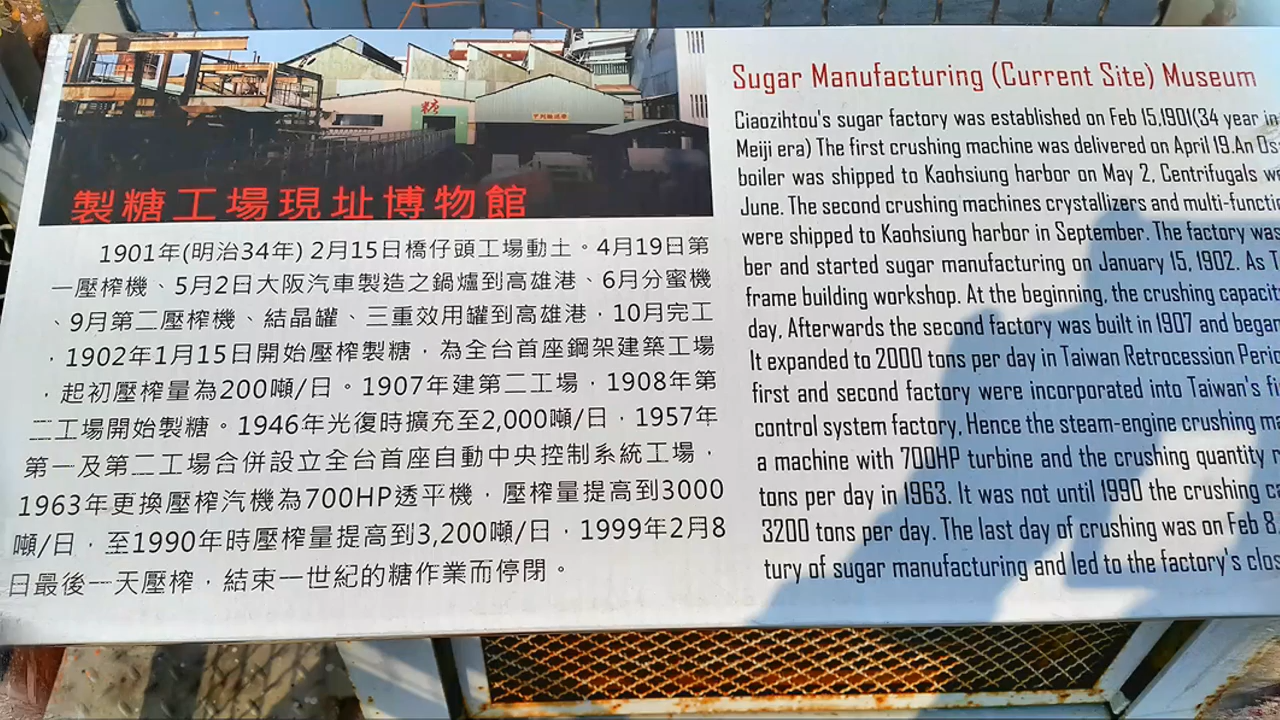 製糖工場現址博物館
1901年(明治34年) 2月15日橋仔頭工場動土。4月19日第
一壓榨機、5月2日大阪汽車製造之鍋爐到高雄港、6月分蜜機
、9月第二壓榨機、結晶罐、三重效用罐到高雄港，10月完工
，1902年1月15日開始壓榨製糖，為全台首座鋼架建築工場
，起初壓榨量為200噸/日。1907年建第二工場，1908年第
二工場開始製糖。1946年光復時擴充至2,000噸/日，1957年
第一及第二工場合併設立全台首座自動中央控制系統工場，
1963年更換壓榨汽機為700HP透平機，壓榨量提高到3000
噸/日，至1990年時壓榨量提高到3,200噸/日，1999年2月8
日最後一天壓榨，結束一世紀的糖作業而停閉。
Sugar Manufacturing (Current Site) Museum
Ciaozihtou's sugar factory was established on Feb 15,1901(34 year in
Meiji era) The first crushing machine was delivered on April 19.An
boiler was shipped to Kaohsiung harbor on May 2, Centrifugals
June. The second crushing machines crystallizers and
were shipped to Kaohsiung harbor in September. The factory was
ber and started sugar manufacturing on January 15, 1902. As
frame building workshop. At the beginning, the crushing
day, Afterwards the second factory was built in 1907 and
It expanded to 2000 tons per day in Taiwan Retrocession
first and second factory were incorporated into Taiwan's
control system factory, Hence the steam-engine crushing
a machine with 700HP turbine and the crushing quantity
tons per day in 1963. It was not until 1990 the crushing
3200 tons per day. The last day of crushing was on Feb 8
tury of sugar manufacturing and led to the factory's